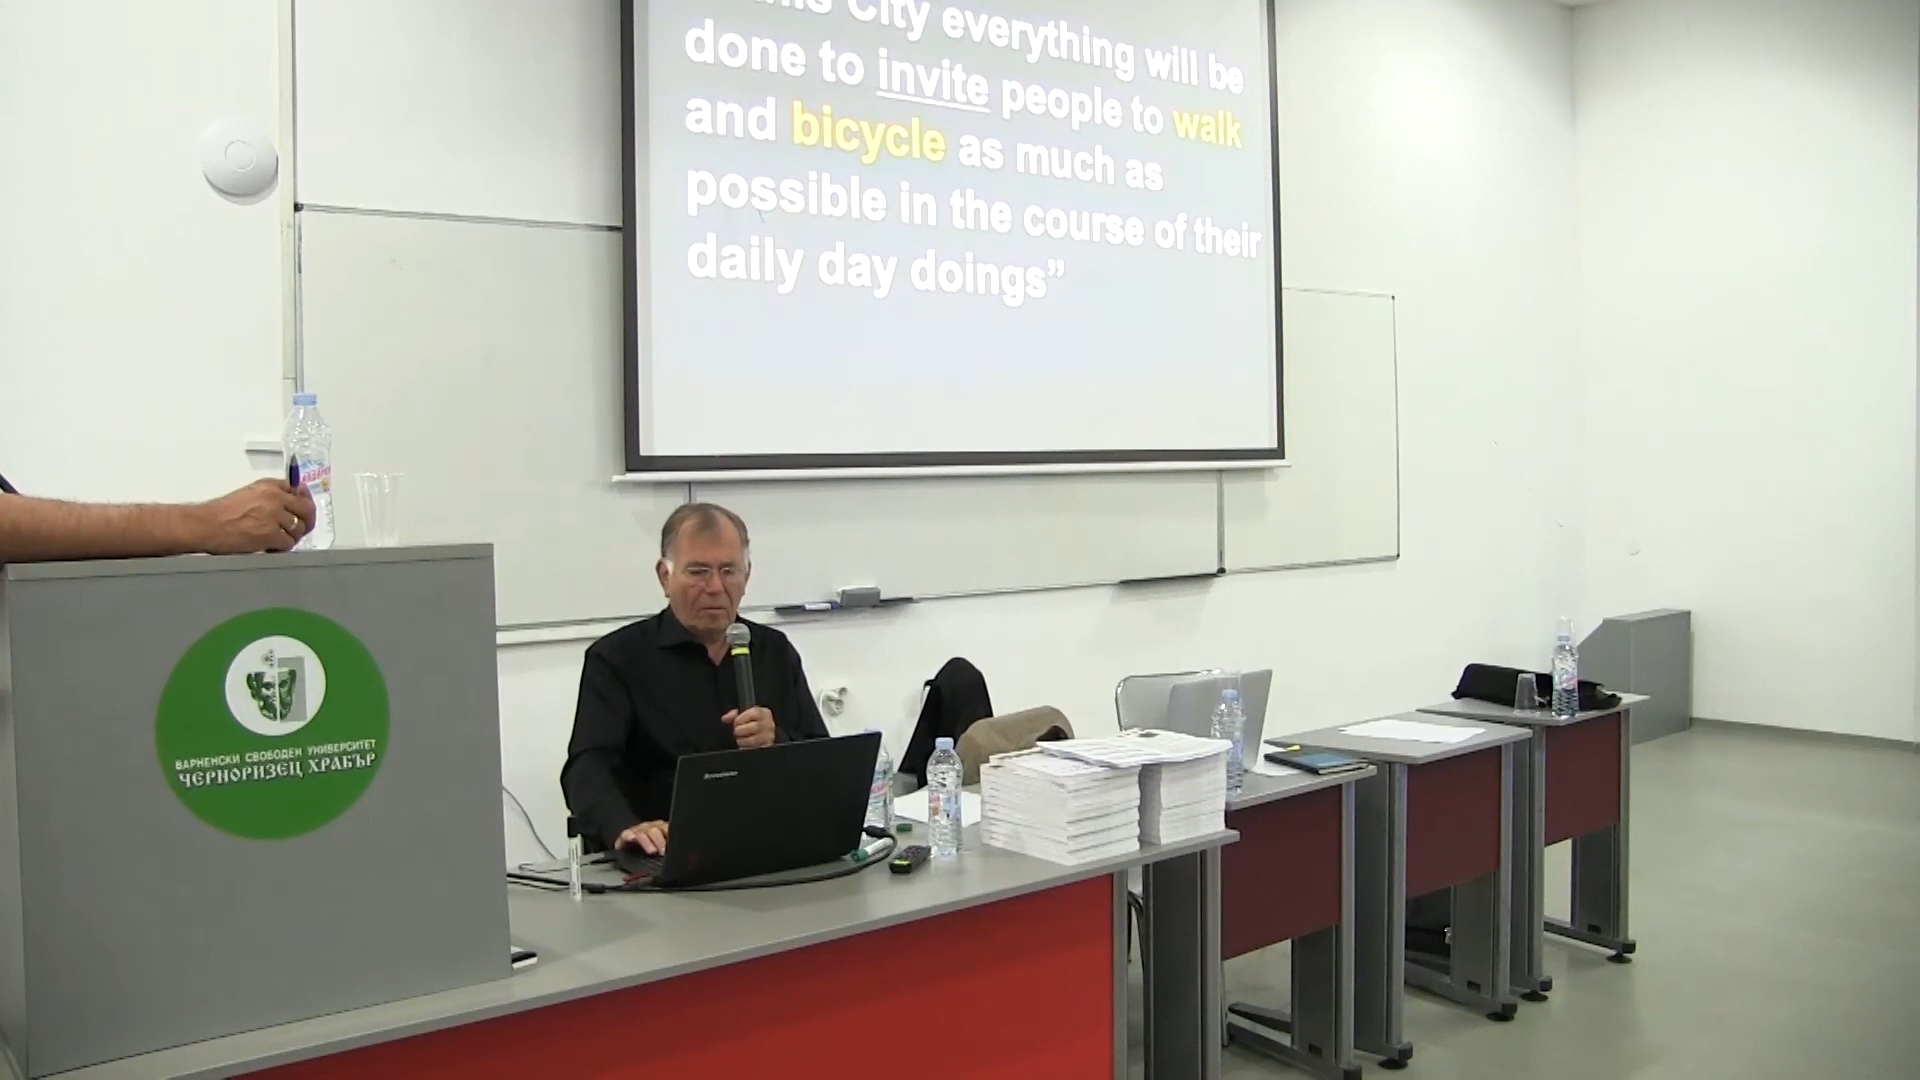 this City everything will be
done to invite people to walk
and bicycle as much as
possible in the course of their
daily day doings”
ВАРНЕНСКИ СВОБОДЕН УНИВЕРСИТЕТ
ЧЕРНОРИЗЕЦ ХРАБЪР